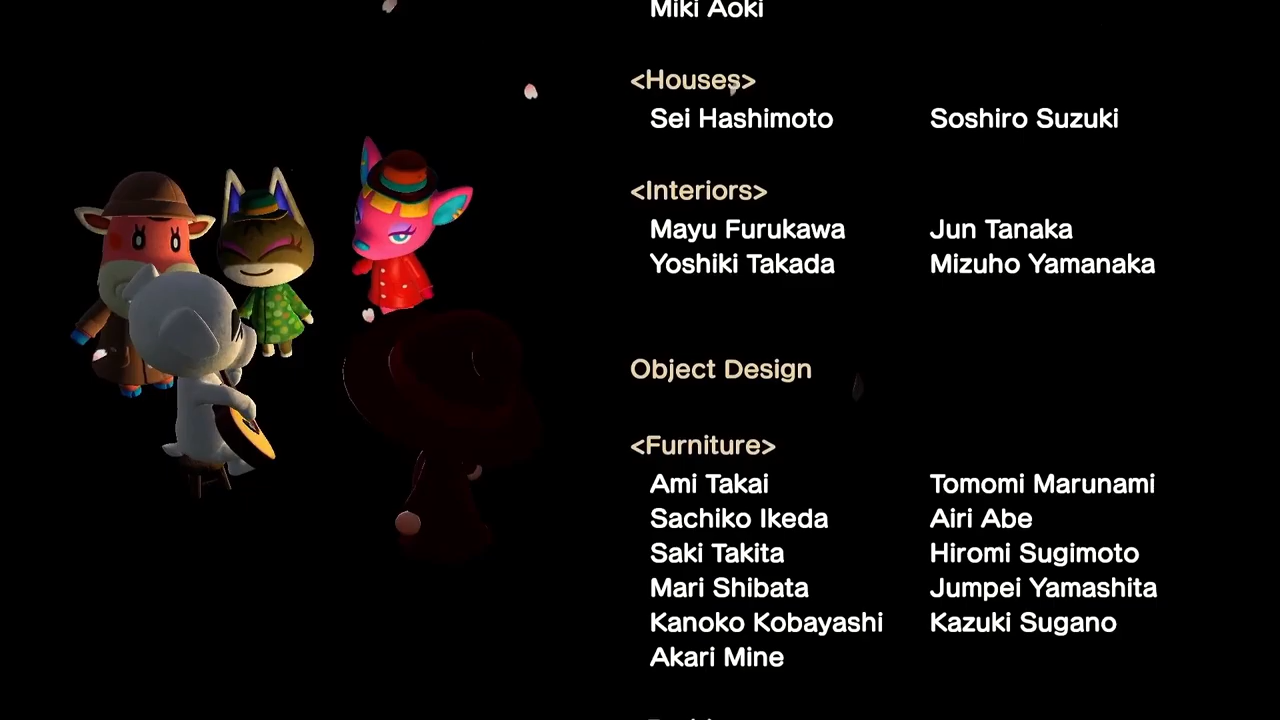 Miki Aoki
<Houses>
Sei Hashimoto Soshiro Suzuki
<Interiors>
Mayu Furukawa Jun Tanaka
Yoshiki Takada Mizuho Yamanaka
Object Design
<Furniture>
Ami Takai Tomomi Marunami
Sachiko Ikeda Airi Abe
Saki Takita Hiromi Sugimoto
Mari Shibata Jumpei Yamashita
Kanoko Kobayashi Kazuki Sugano
Akari Mine